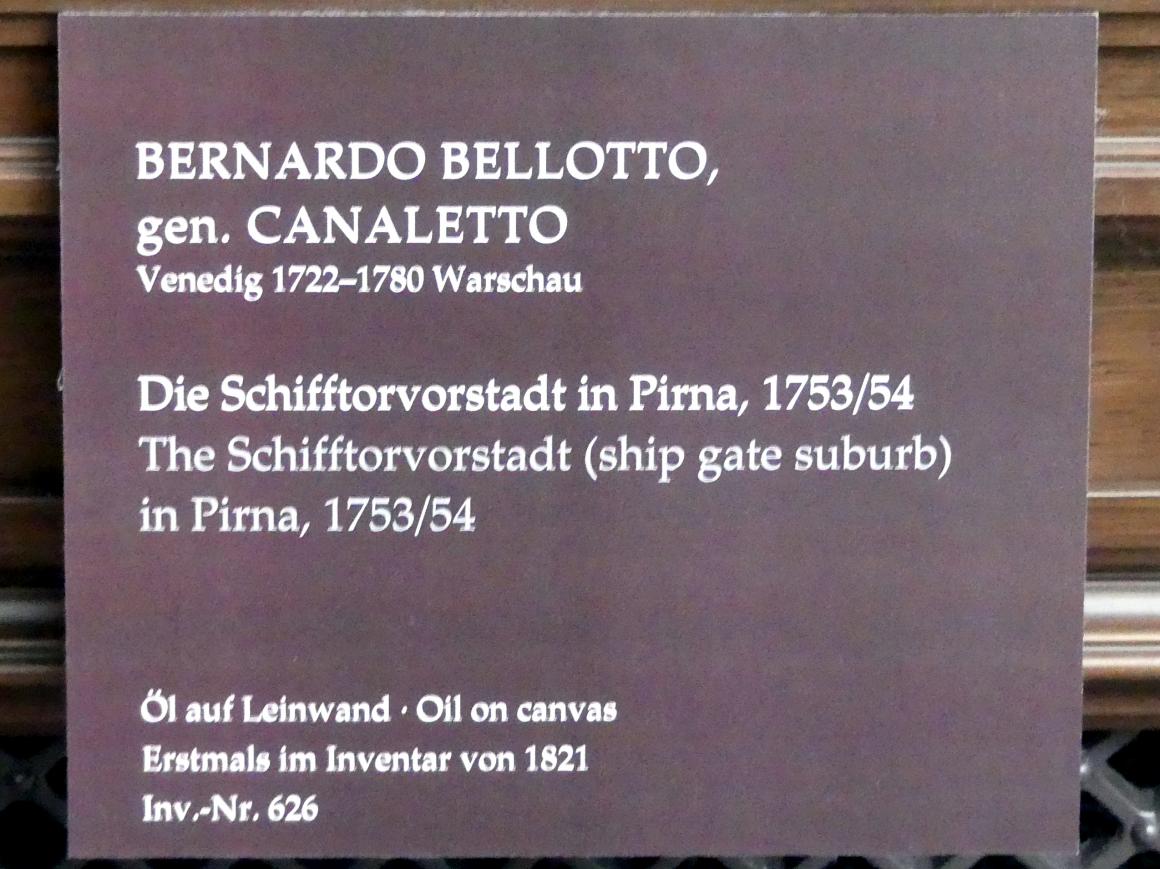 BERNARDO BELLOTTO,
gen. CANALETTO
Venedig 1722–1780 Warschau
Die Schifftorvorstadt in Pirna, 1753/54
The Schifftorvorstadt (ship gate suburb)
in Pirna, 1753/54
Öl auf Leinwand · Oil on canvas
Erstmals im Inventar von 1821
Inv.-Nr. 626